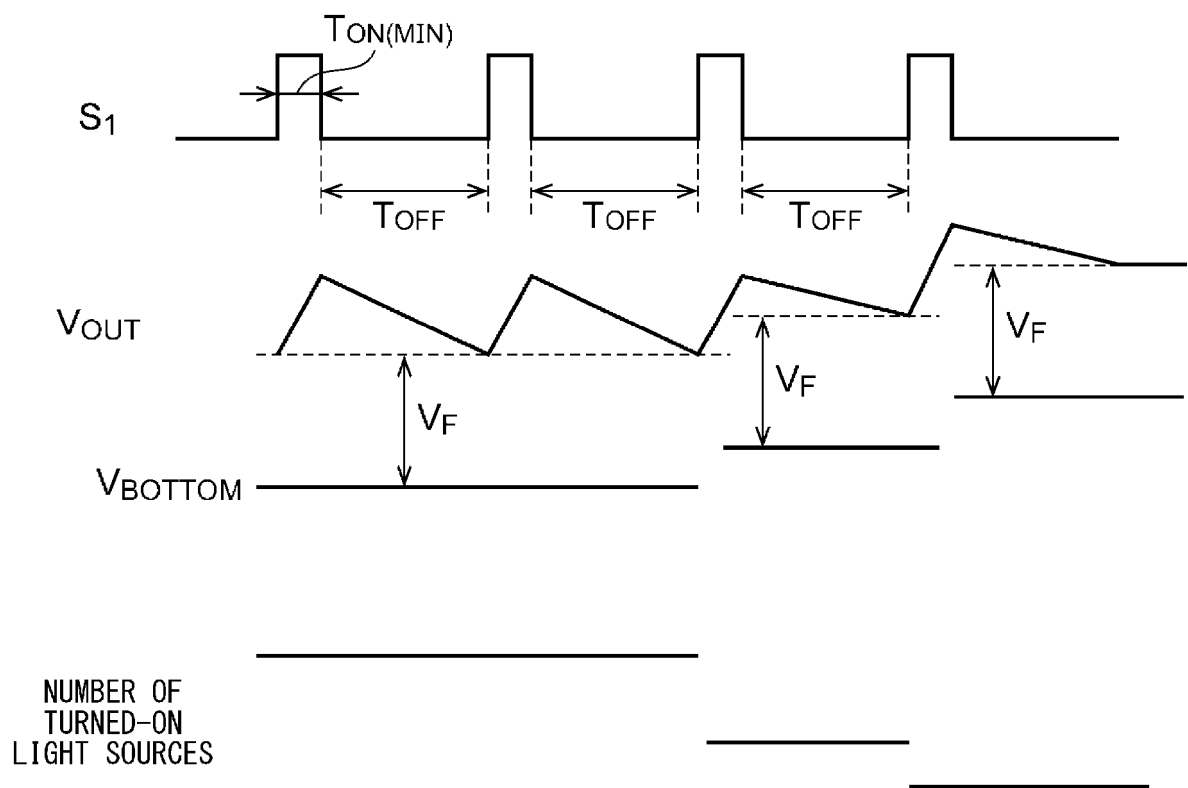 TON(MIN)
S1
TOFF TOFF TOFF
VOUT
VF
VF
VF
VBOTTOM
NUMBER OF
TURNED-ON
LIGHT SOURCES